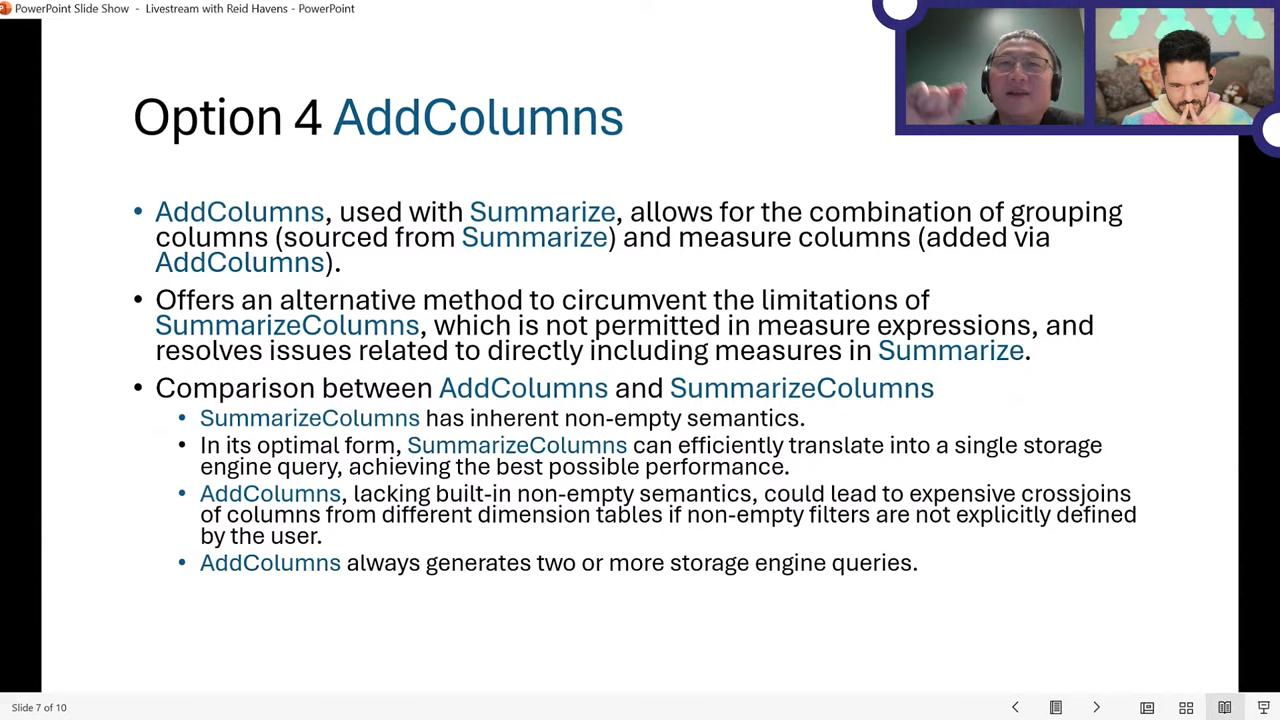 PowerPoint Slide Show - Livestream with Reid Havens - PowerPoint
Option 4 AddColumns
• AddColumns, used with Summarize, allows for the combination of grouping
columns (sourced from Summarize) and measure columns (added via
AddColumns).
• Offers an alternative method to circumvent the limitations of
SummarizeColumns, which is not permitted in measure expressions, and
resolves issues related to directly including measures in Summarize.
• Comparison between AddColumns and SummarizeColumns
• SummarizeColumns has inherent non-empty semantics.
• In its optimal form, SummarizeColumns can efficiently translate into a single storage
engine query, achieving the best possible performance.
• AddColumns, lacking built-in non-empty semantics, could lead to expensive crossjoins
of columns from different dimension tables if non-empty filters are not explicitly defined
by the user.
• AddColumns always generates two or more storage engine queries.
Slide 7 of 10